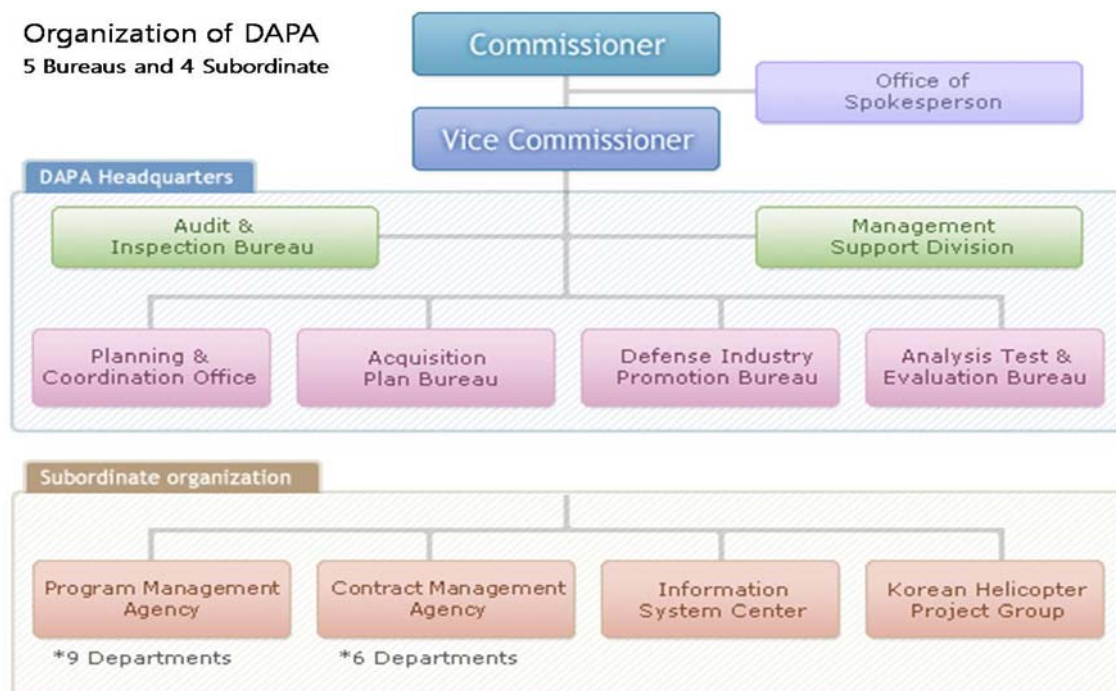 Organization of DAPA
5 Bureaus and 4 Subordinate
Commissioner
Office of
Spokesperson
Vice Commissioner
DAPA Headquarters
Audit &
Inspection Bureau
Management
Support Division
Planning &
Coordination Office
Acquisition
Plan Bureau
Defense Industry
Promotion Bureau
Analysis Test &
Evaluation Bureau
Subordinate organization
Program Management
Agency
*9 Departments
Contract Management
Agency
*6 Departments
Information
System Center
Korean Helicopter
Project Group